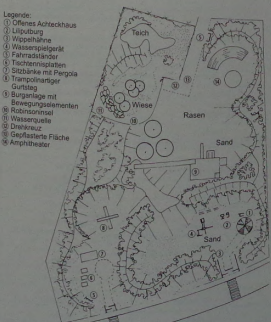 Legende:
① Offenes Achteckhaus
② Liliputburg
③ Wippelhähne
④ Wasserspielgerät
⑤ Fahrradständer
⑥ Tischtennisplatten
⑦ Sitzbänke mit Pergola
⑧ Trampolinartiger
Gurtsteg
⑨ Burganlage mit
Bewegungselementen
⑩ Robinsoninsel
⑪ Wasserquelle
⑫ Drehkreuz
⑬ Gepflasterte Fläche
⑭ Amphitheater
Teich
Wiese
Rasen
Sand
Sand